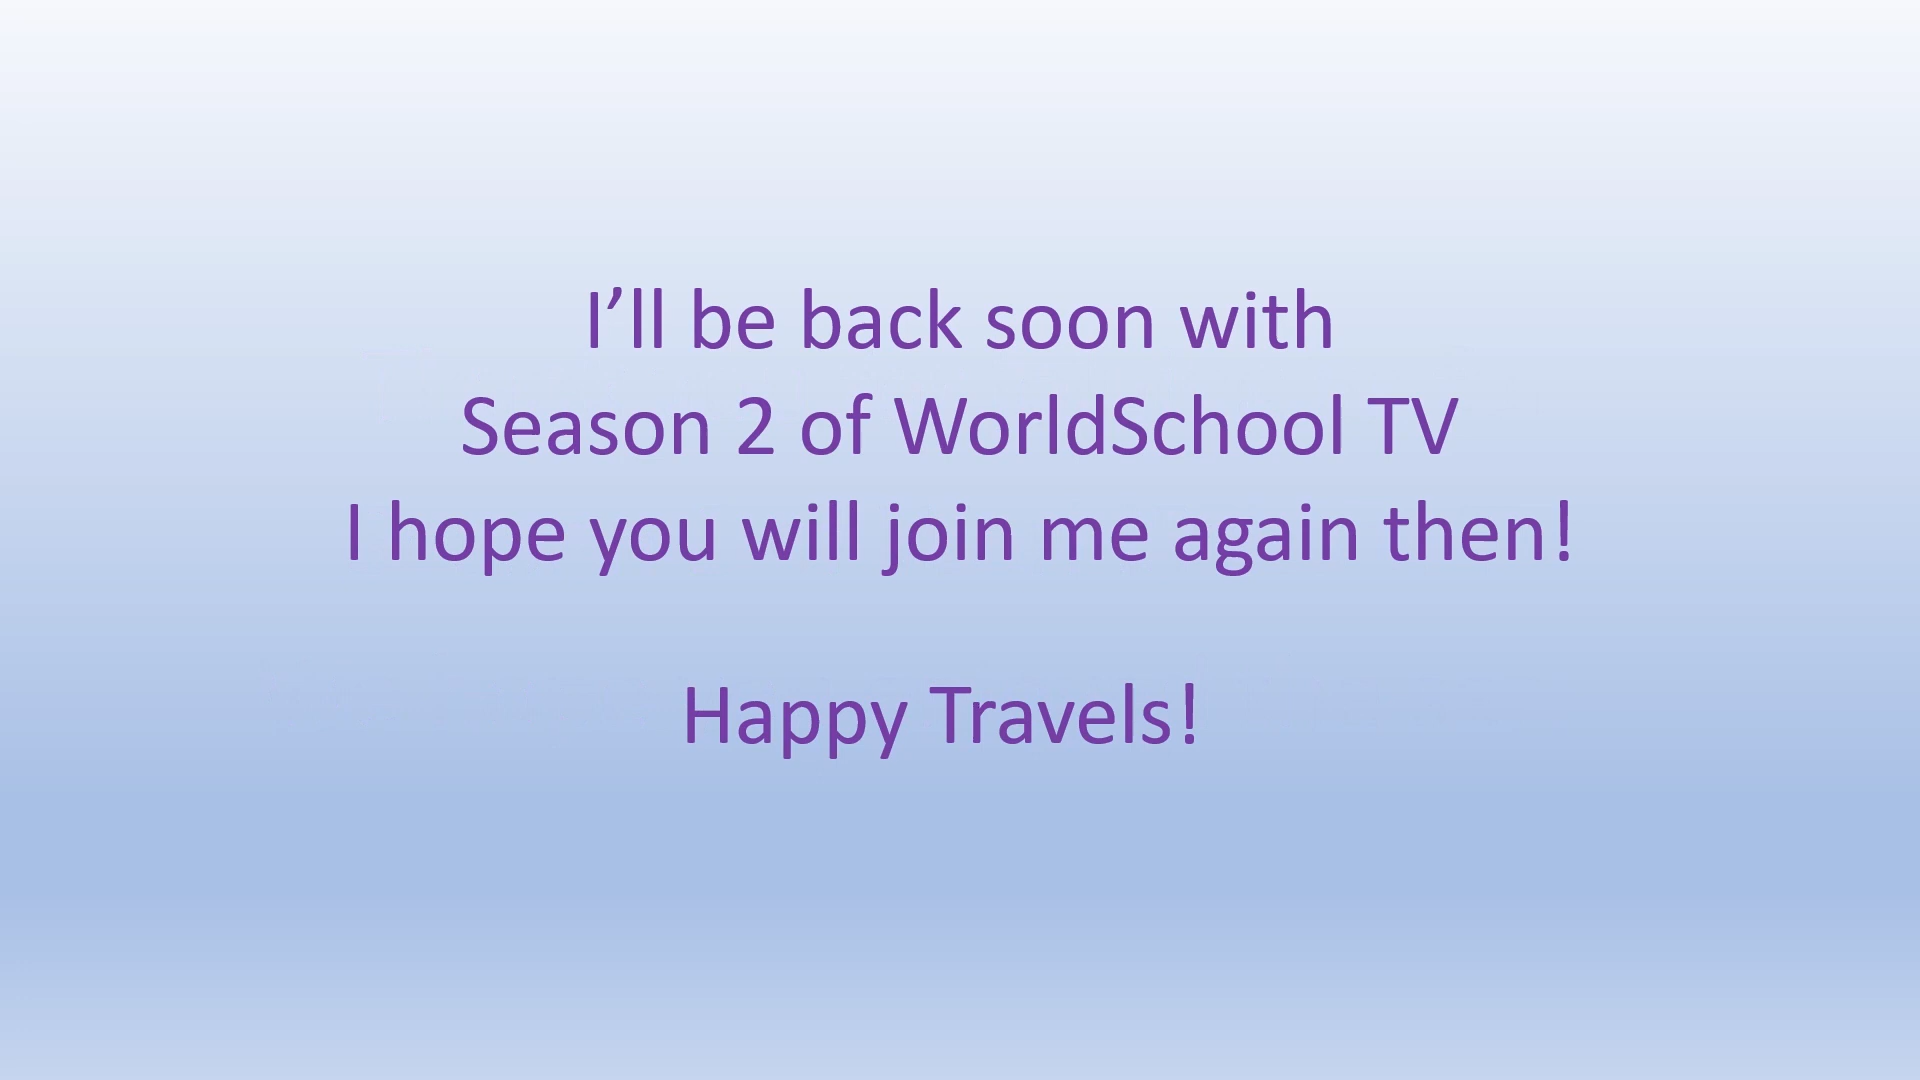 I’ll be back soon with
Season 2 of WorldSchool TV
I hope you will join me again then!
Happy Travels!